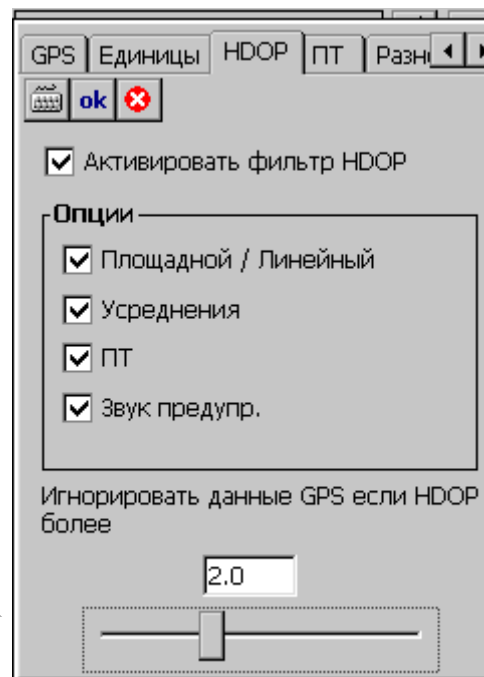 GPS Единицы HDOP ПТ Разн
ok
Активировать фильтр HDOP
Опции
Площадной / Линейный
Усреднения
ПТ
Звук предупр.
Игнорировать данные GPS если HDOP
более
2.0